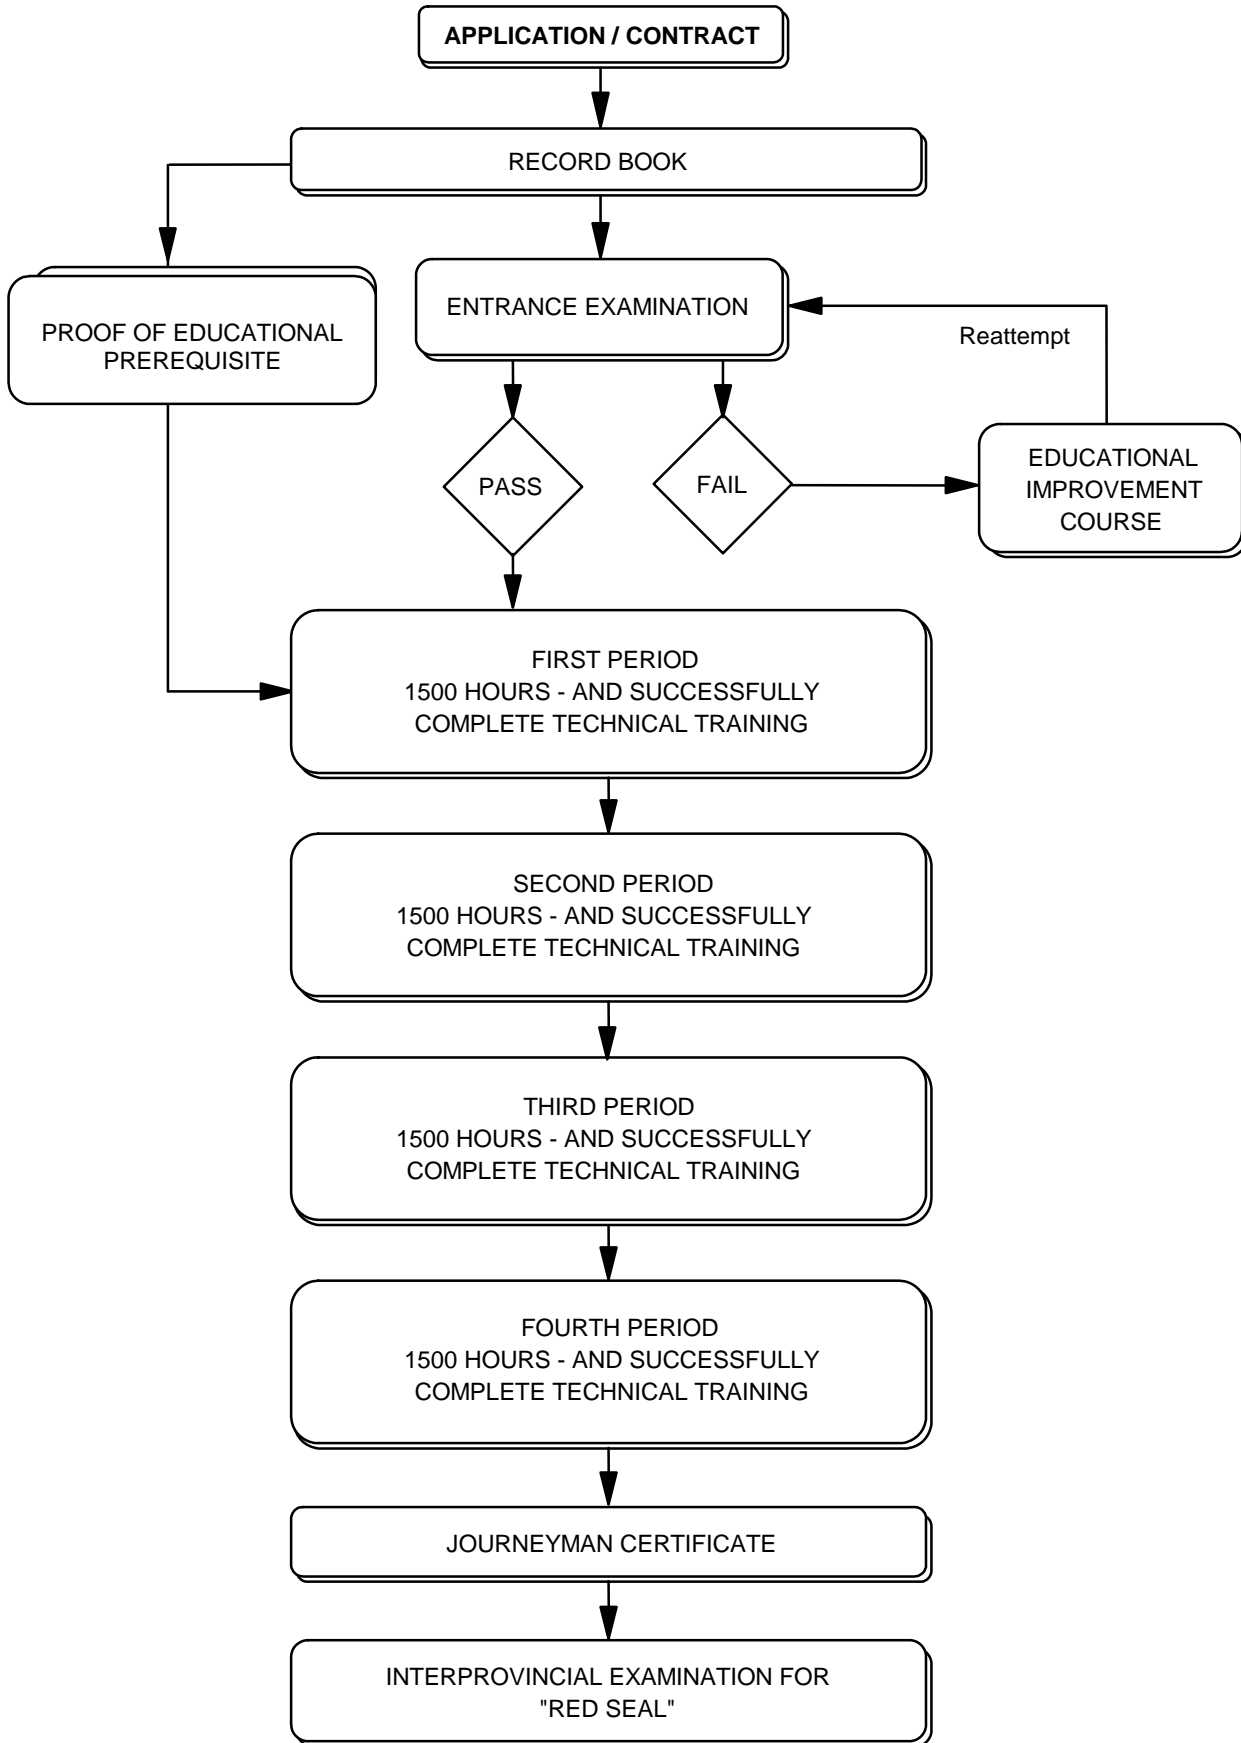 APPLICATION / CONTRACT
RECORD BOOK
PROOF OF EDUCATIONAL
PREREQUISITE
ENTRANCE EXAMINATION
Reattempt
PASS
FAIL
EDUCATIONAL
IMPROVEMENT
COURSE
FIRST PERIOD
1500 HOURS - AND SUCCESSFULLY
COMPLETE TECHNICAL TRAINING
SECOND PERIOD
1500 HOURS - AND SUCCESSFULLY
COMPLETE TECHNICAL TRAINING
THIRD PERIOD
1500 HOURS - AND SUCCESSFULLY
COMPLETE TECHNICAL TRAINING
FOURTH PERIOD
1500 HOURS - AND SUCCESSFULLY
COMPLETE TECHNICAL TRAINING
JOURNEYMAN CERTIFICATE
INTERPROVINCIAL EXAMINATION FOR
"RED SEAL"